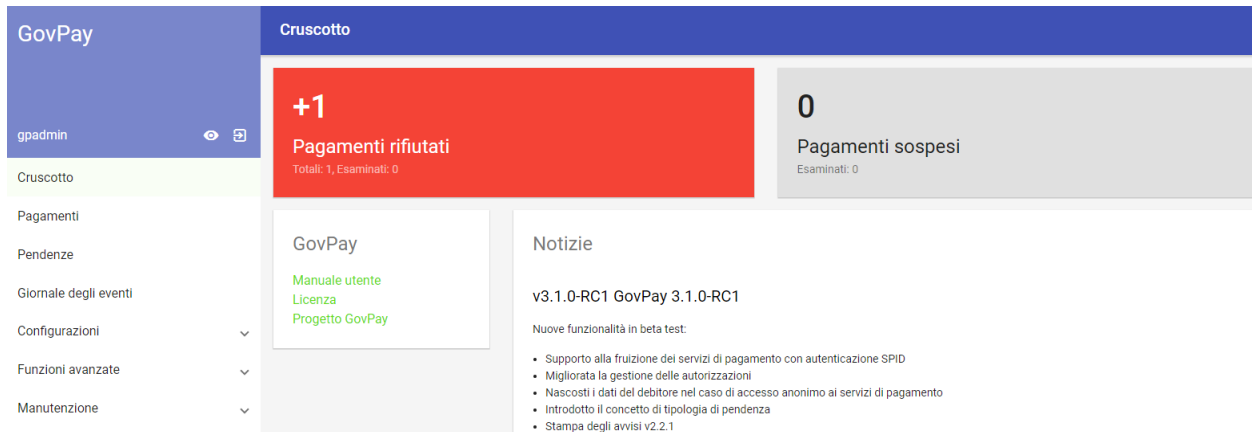 GovPay
gpadmin
Cruscotto
Pagamenti
Pendenze
Giornale degli eventi
Configurazioni
Funzioni avanzate
Manutenzione
Cruscotto
+1
Pagamenti rifiutati
Totali: 1, Esaminati: 0
0
Pagamenti sospesi
Esaminati: 0
GovPay
Manuale utente
Licenza
Progetto GovPay
Notizie
v3.1.0-RC1 GovPay 3.1.0-RC1
Nuove funzionalità in beta test:
• Supporto alla fruizione dei servizi di pagamento con autenticazione SPID
• Migliorata la gestione delle autorizzazioni
• Nascosti i dati del debitore nel caso di accesso anonimo ai servizi di pagamento
• Introdotto il concetto di tipologia di pendenza
• Stampa degli avvisi v2.2.1